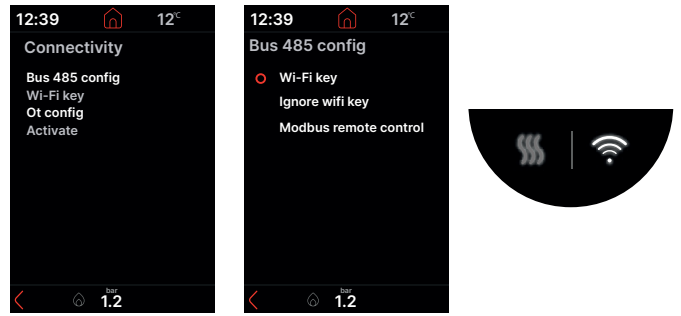 12:39
12°C
Connectivity
Bus 485 config
Wi-Fi key
Ot config
Activate
bar
1.2
12:39
12°C
Bus 485 config
Wi-Fi key
Ignore wifi key
Modbus remote control
bar
1.2